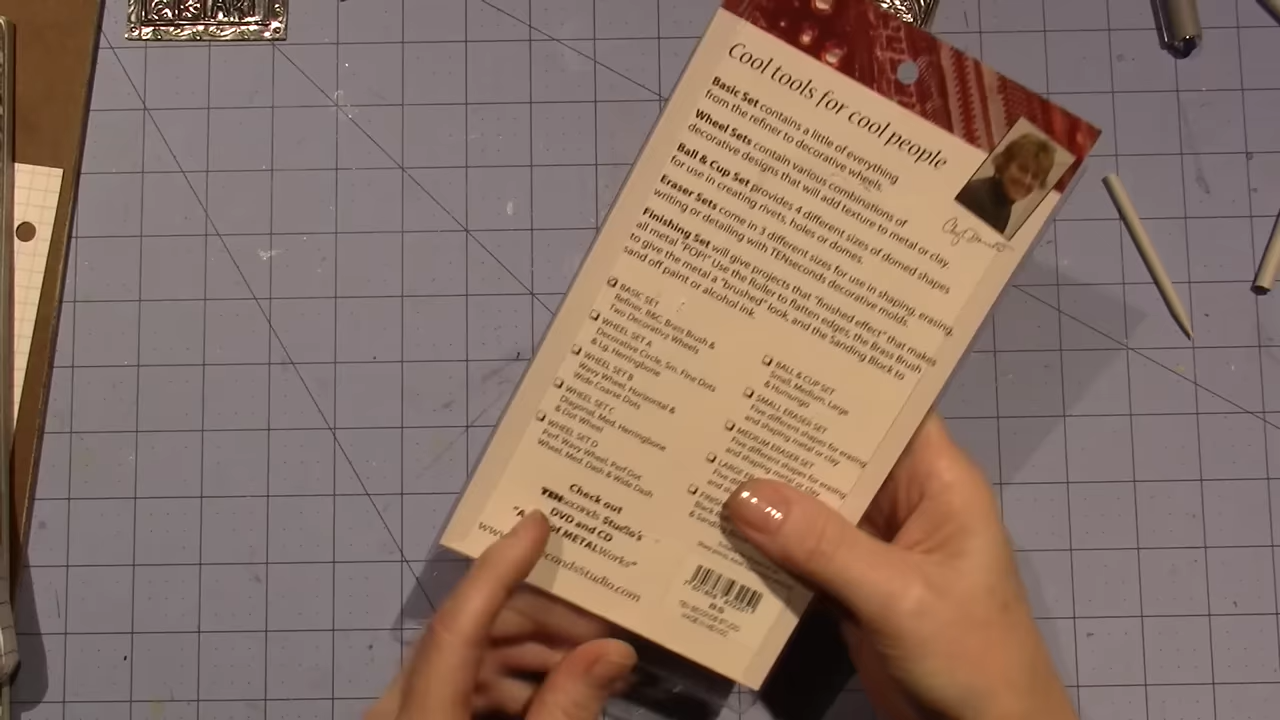 ART
Cool tools for cool people
Basic Set contains a little of everything
from the refiner to decorative wheels.
Wheel Sets contain various combinations of
decorative designs that will add texture to metal or clay.
Ball & Cup Set provides 4 different sizes of domed shapes
for use in creating rivets, holes or domes.
Eraser Sets come in 3 different sizes for use in shaping, erasing,
writing or detailing with TENseconds decorative molds.
Finishing Set will give projects that "finished effect" that makes
all metal "POP!" Use the Roller to flatten edges, the Brass Brush
to give the metal a "brushed" look, and the Sanding Block to
sand off paint or alcohol ink.
BASIC SET
Refiner, B&C, Brass Brush &
Two Decorative Wheels
WHEEL SET A
Decorative Circle, Sm. Fine Dots
& Lg. Herringbone
WHEEL SET B
Wavy Wheel, Horizontal &
Wide Coarse Dots
WHEEL SET C
Diagonal, Med. Herringbone
& Dot Wheel
WHEEL SET D
Perf. Wavy Wheel, Perf Dot
Wheel, Med. Dash & Wide Dash
BALL & CUP SET
Small, Medium, Large
& Humungo
SMALL ERASER SET
Five different shapes for erasing
and shaping metal or clay
MEDIUM ERASER SET
Five different shapes for erasing
and shaping metal or clay
LARGE
Five
Check out
TENseconds Studio's
DVD and CD
of METALWorks"
www.
condsStudio.com